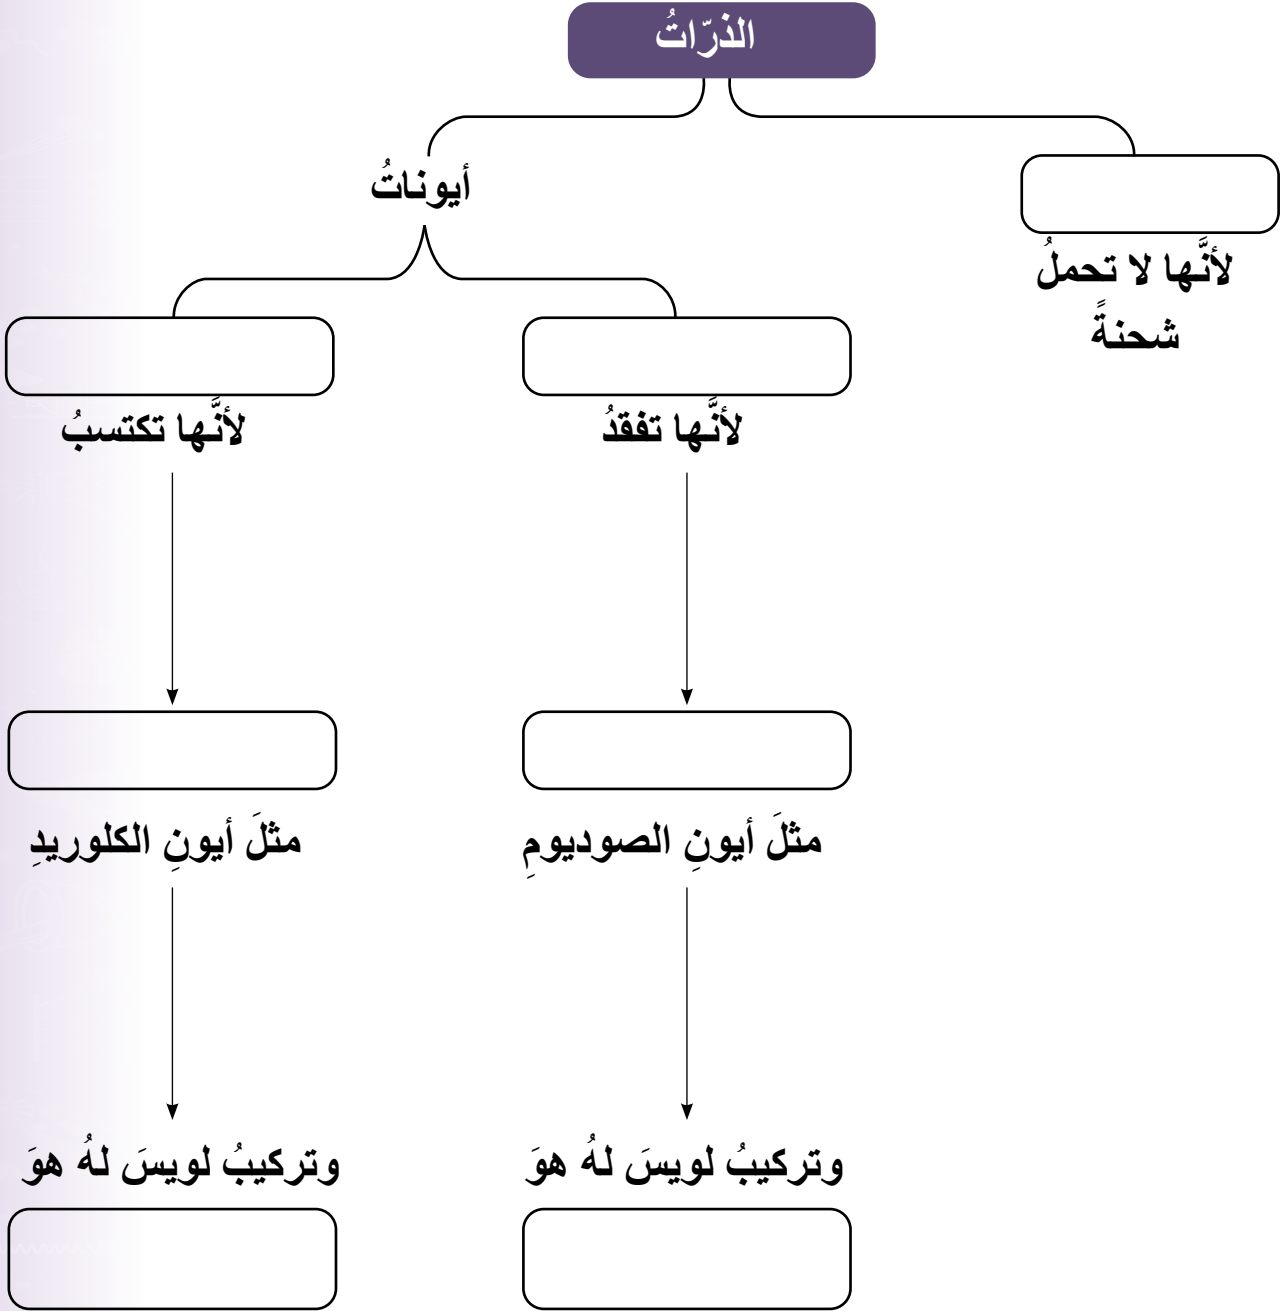 الذرّاتُ
أيوناتُ
لأنَّها لا تحملُ
شحنةً
لأنَّها تفقدُ
لأنَّها تكتسبُ
مثلَ أيونِ الصوديومِ
مثلَ أيونِ الكلوريدِ
وتركيبُ لويسَ لهُ هوَ
وتركيبُ لويسَ لهُ هوَ